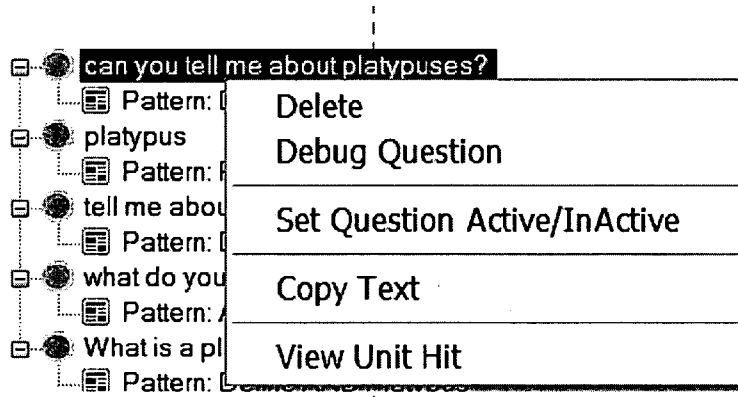 can you tell me about platypuses?
Pattern:
platypus
Pattern:
tell me abou
Pattern:
what do you
Pattern:
What is a pl
Pattern:
Delete
Debug Question
Set Question Active/InActive
Copy Text
View Unit Hit